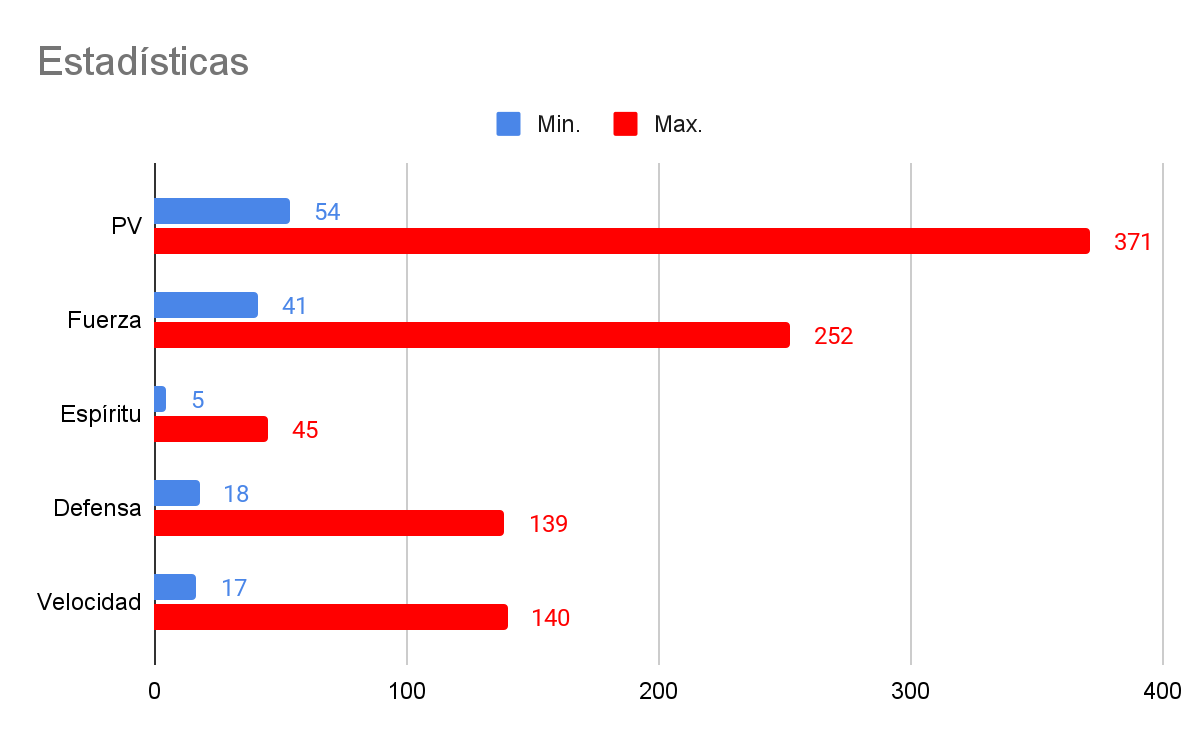 Estadísticas
Min. Max.
PV
54
371
Fuerza
41
252
Espíritu
5
45
Defensa
18
139
Velocidad
17
140
0 100 200 300 400